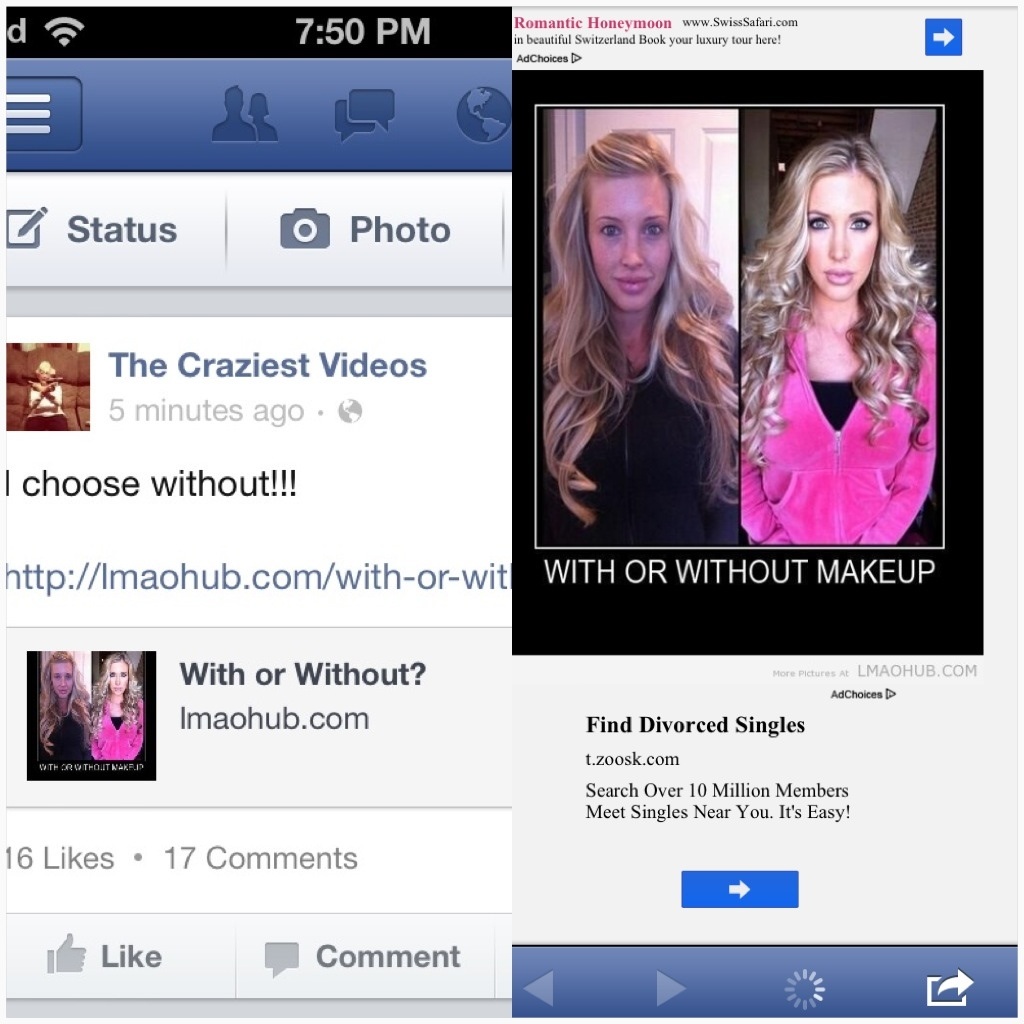 d 7:50 PM
Status Photo
The Craziest Videos
5 minutes ago ·
I choose without!!!
http://lmaohub.com/with-or-wit
With or Without?
lmaohub.com
WITH OR WITHOUT MAKEUP
16 Likes • 17 Comments
Like Comment
Romantic Honeymoon www.SwissSafari.com
in beautiful Switzerland Book your luxury tour here!
AdChoices
WITH OR WITHOUT MAKEUP
More Pictures At LMAOHUB.COM
AdChoices
Find Divorced Singles
t.zoosk.com
Search Over 10 Million Members
Meet Singles Near You. It's Easy!